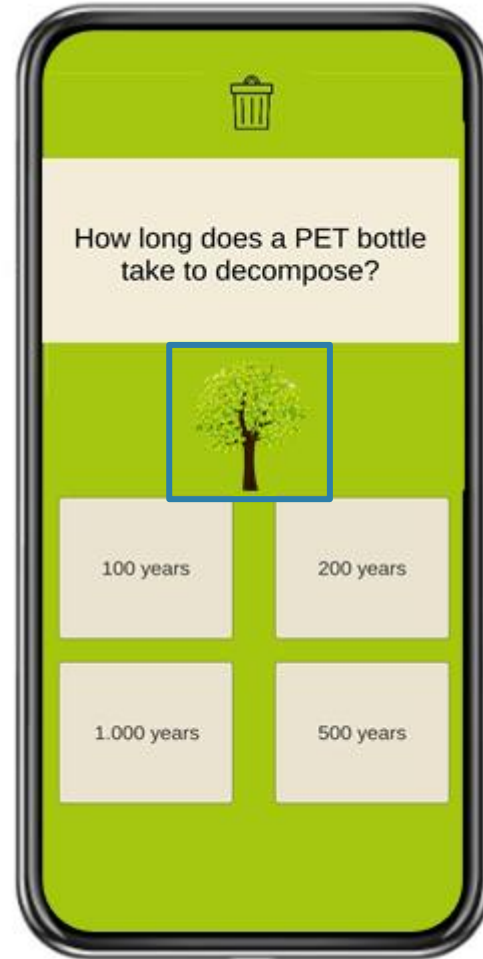 How long does a PET bottle
take to decompose?
100 years
200 years
1.000 years
500 years